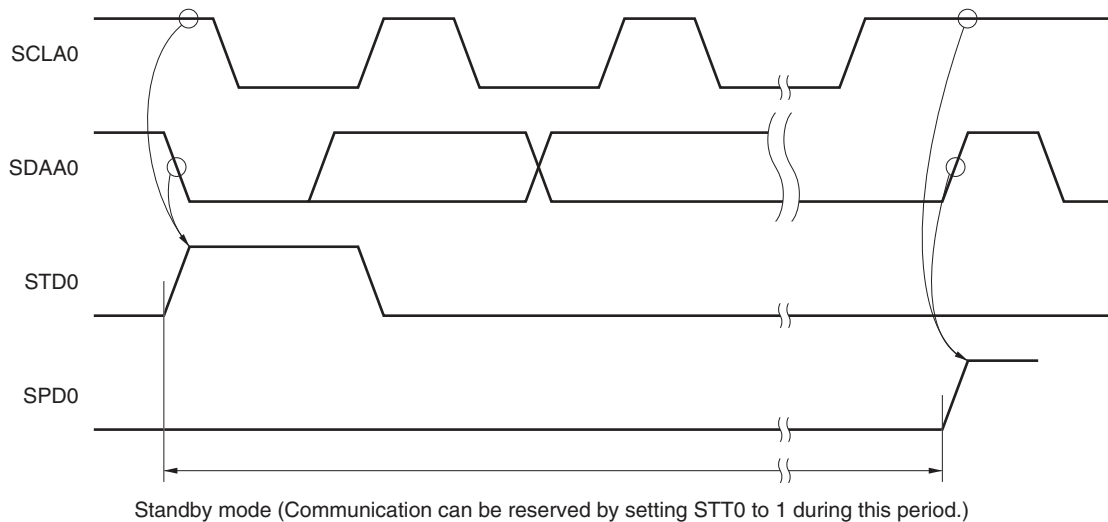 SCLA0
SDAA0
STD0
SPD0
Standby mode (Communication can be reserved by setting STT0 to 1 during this period.)